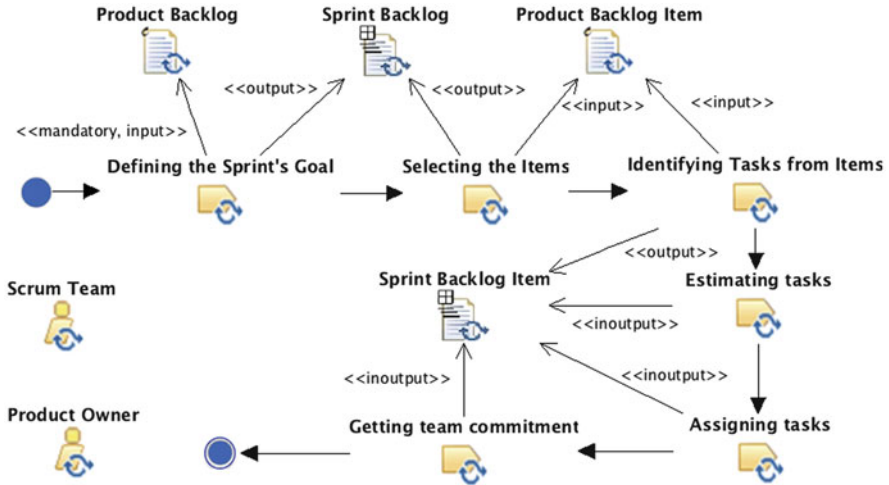 Product Backlog
Sprint Backlog
Product Backlog Item
<<output>>
<<output>>
<<input>>
<<input>>
<<mandatory, input>>
Defining the Sprint's Goal
Selecting the Items
Identifying Tasks from Items
<<output>>
Scrum Team
Sprint Backlog Item
Estimating tasks
<<inoutput>>
<<inoutput>>
<<inoutput>>
Product Owner
Getting team commitment
Assigning tasks